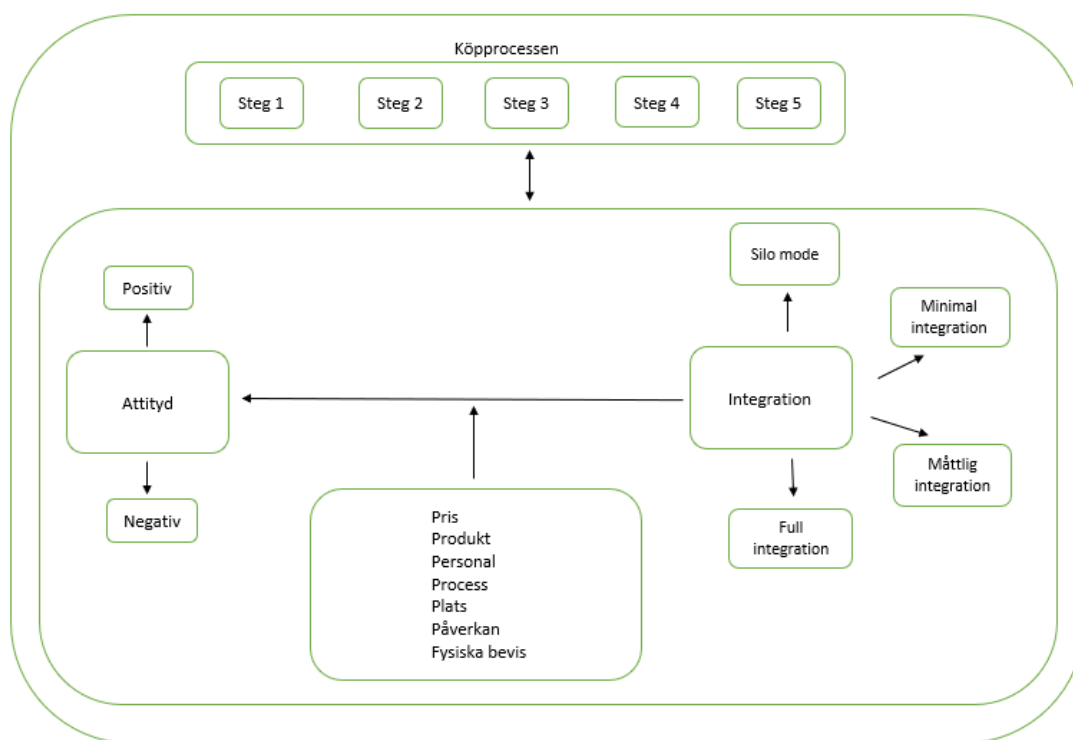 Köpprocessen
Steg 1
Steg 2
Steg 3
Steg 4
Steg 5
Silo mode
Positiv
Minimal
integration
Attityd
Integration
Måttlig
integration
Negativ
Full
integration
Pris
Produkt
Personal
Process
Plats
Påverkan
Fysiska bevis